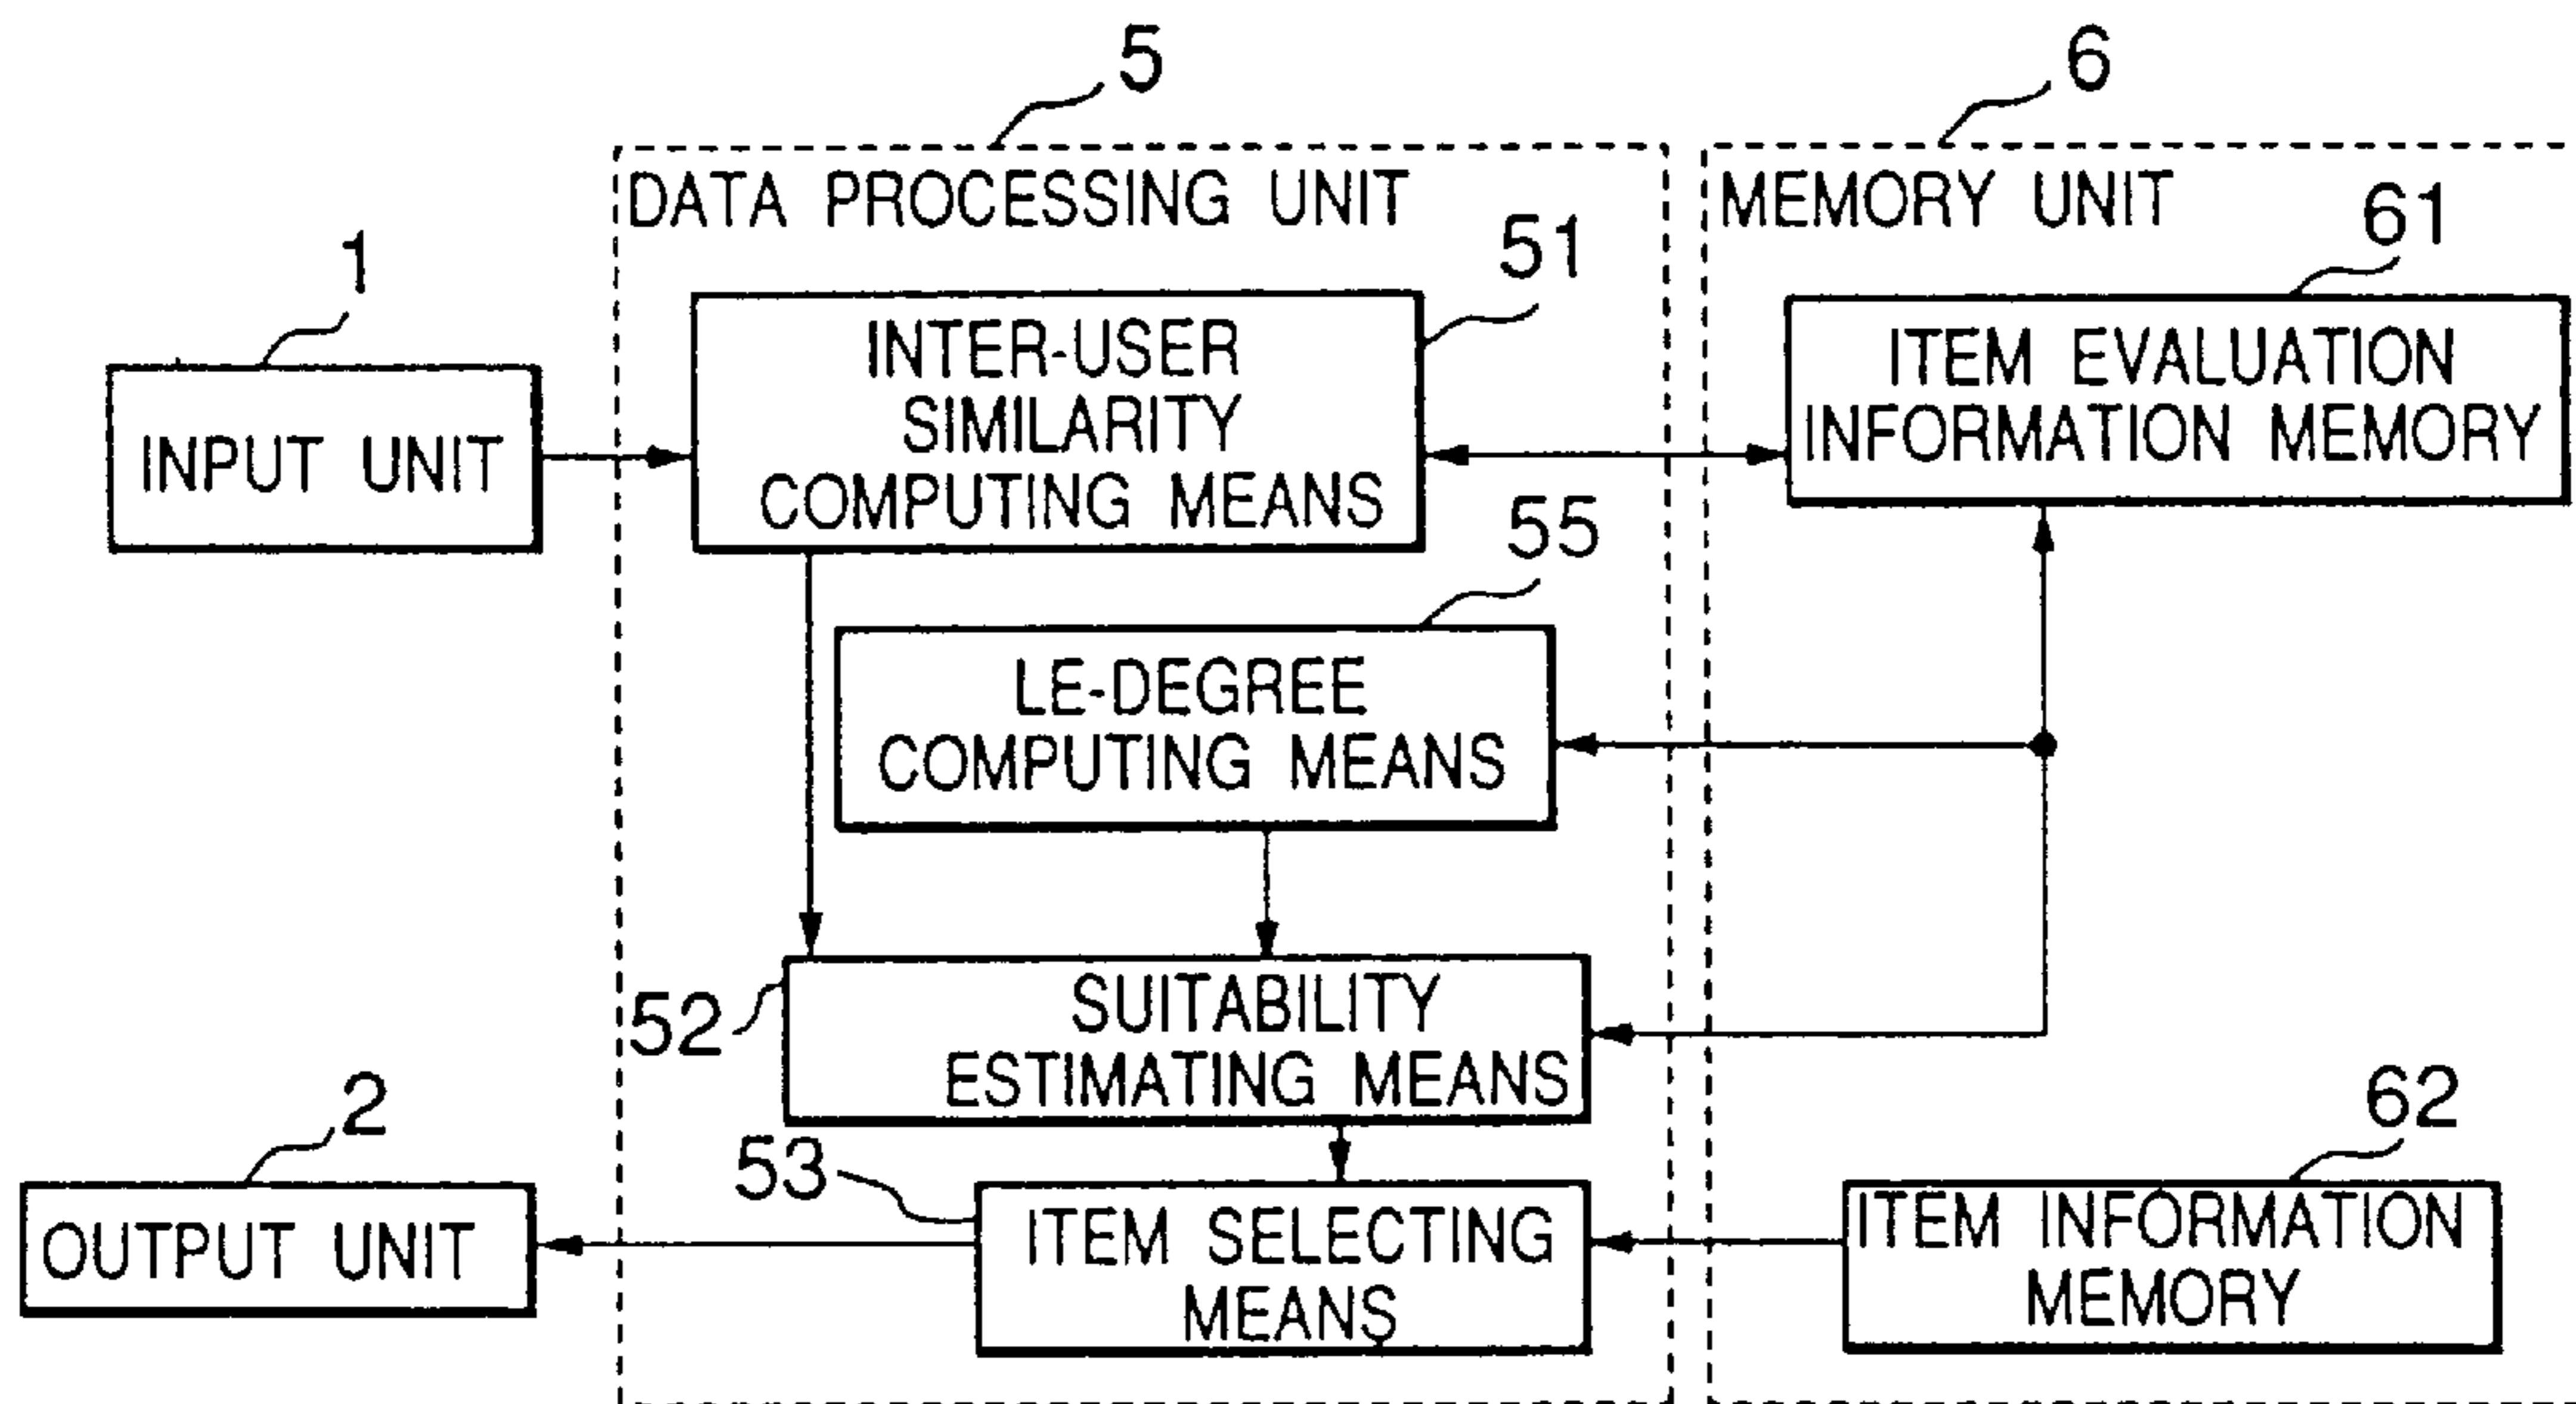 5
6
DATA PROCESSING UNIT
MEMORY UNIT
1
51
61
INPUT UNIT
INTER-USER
SIMILARITY
COMPUTING MEANS
ITEM EVALUATION
INFORMATION MEMORY
55
LE-DEGREE
COMPUTING MEANS
52
SUITABILITY
ESTIMATING MEANS
2
53
62
OUTPUT UNIT
ITEM SELECTING
MEANS
ITEM INFORMATION
MEMORY